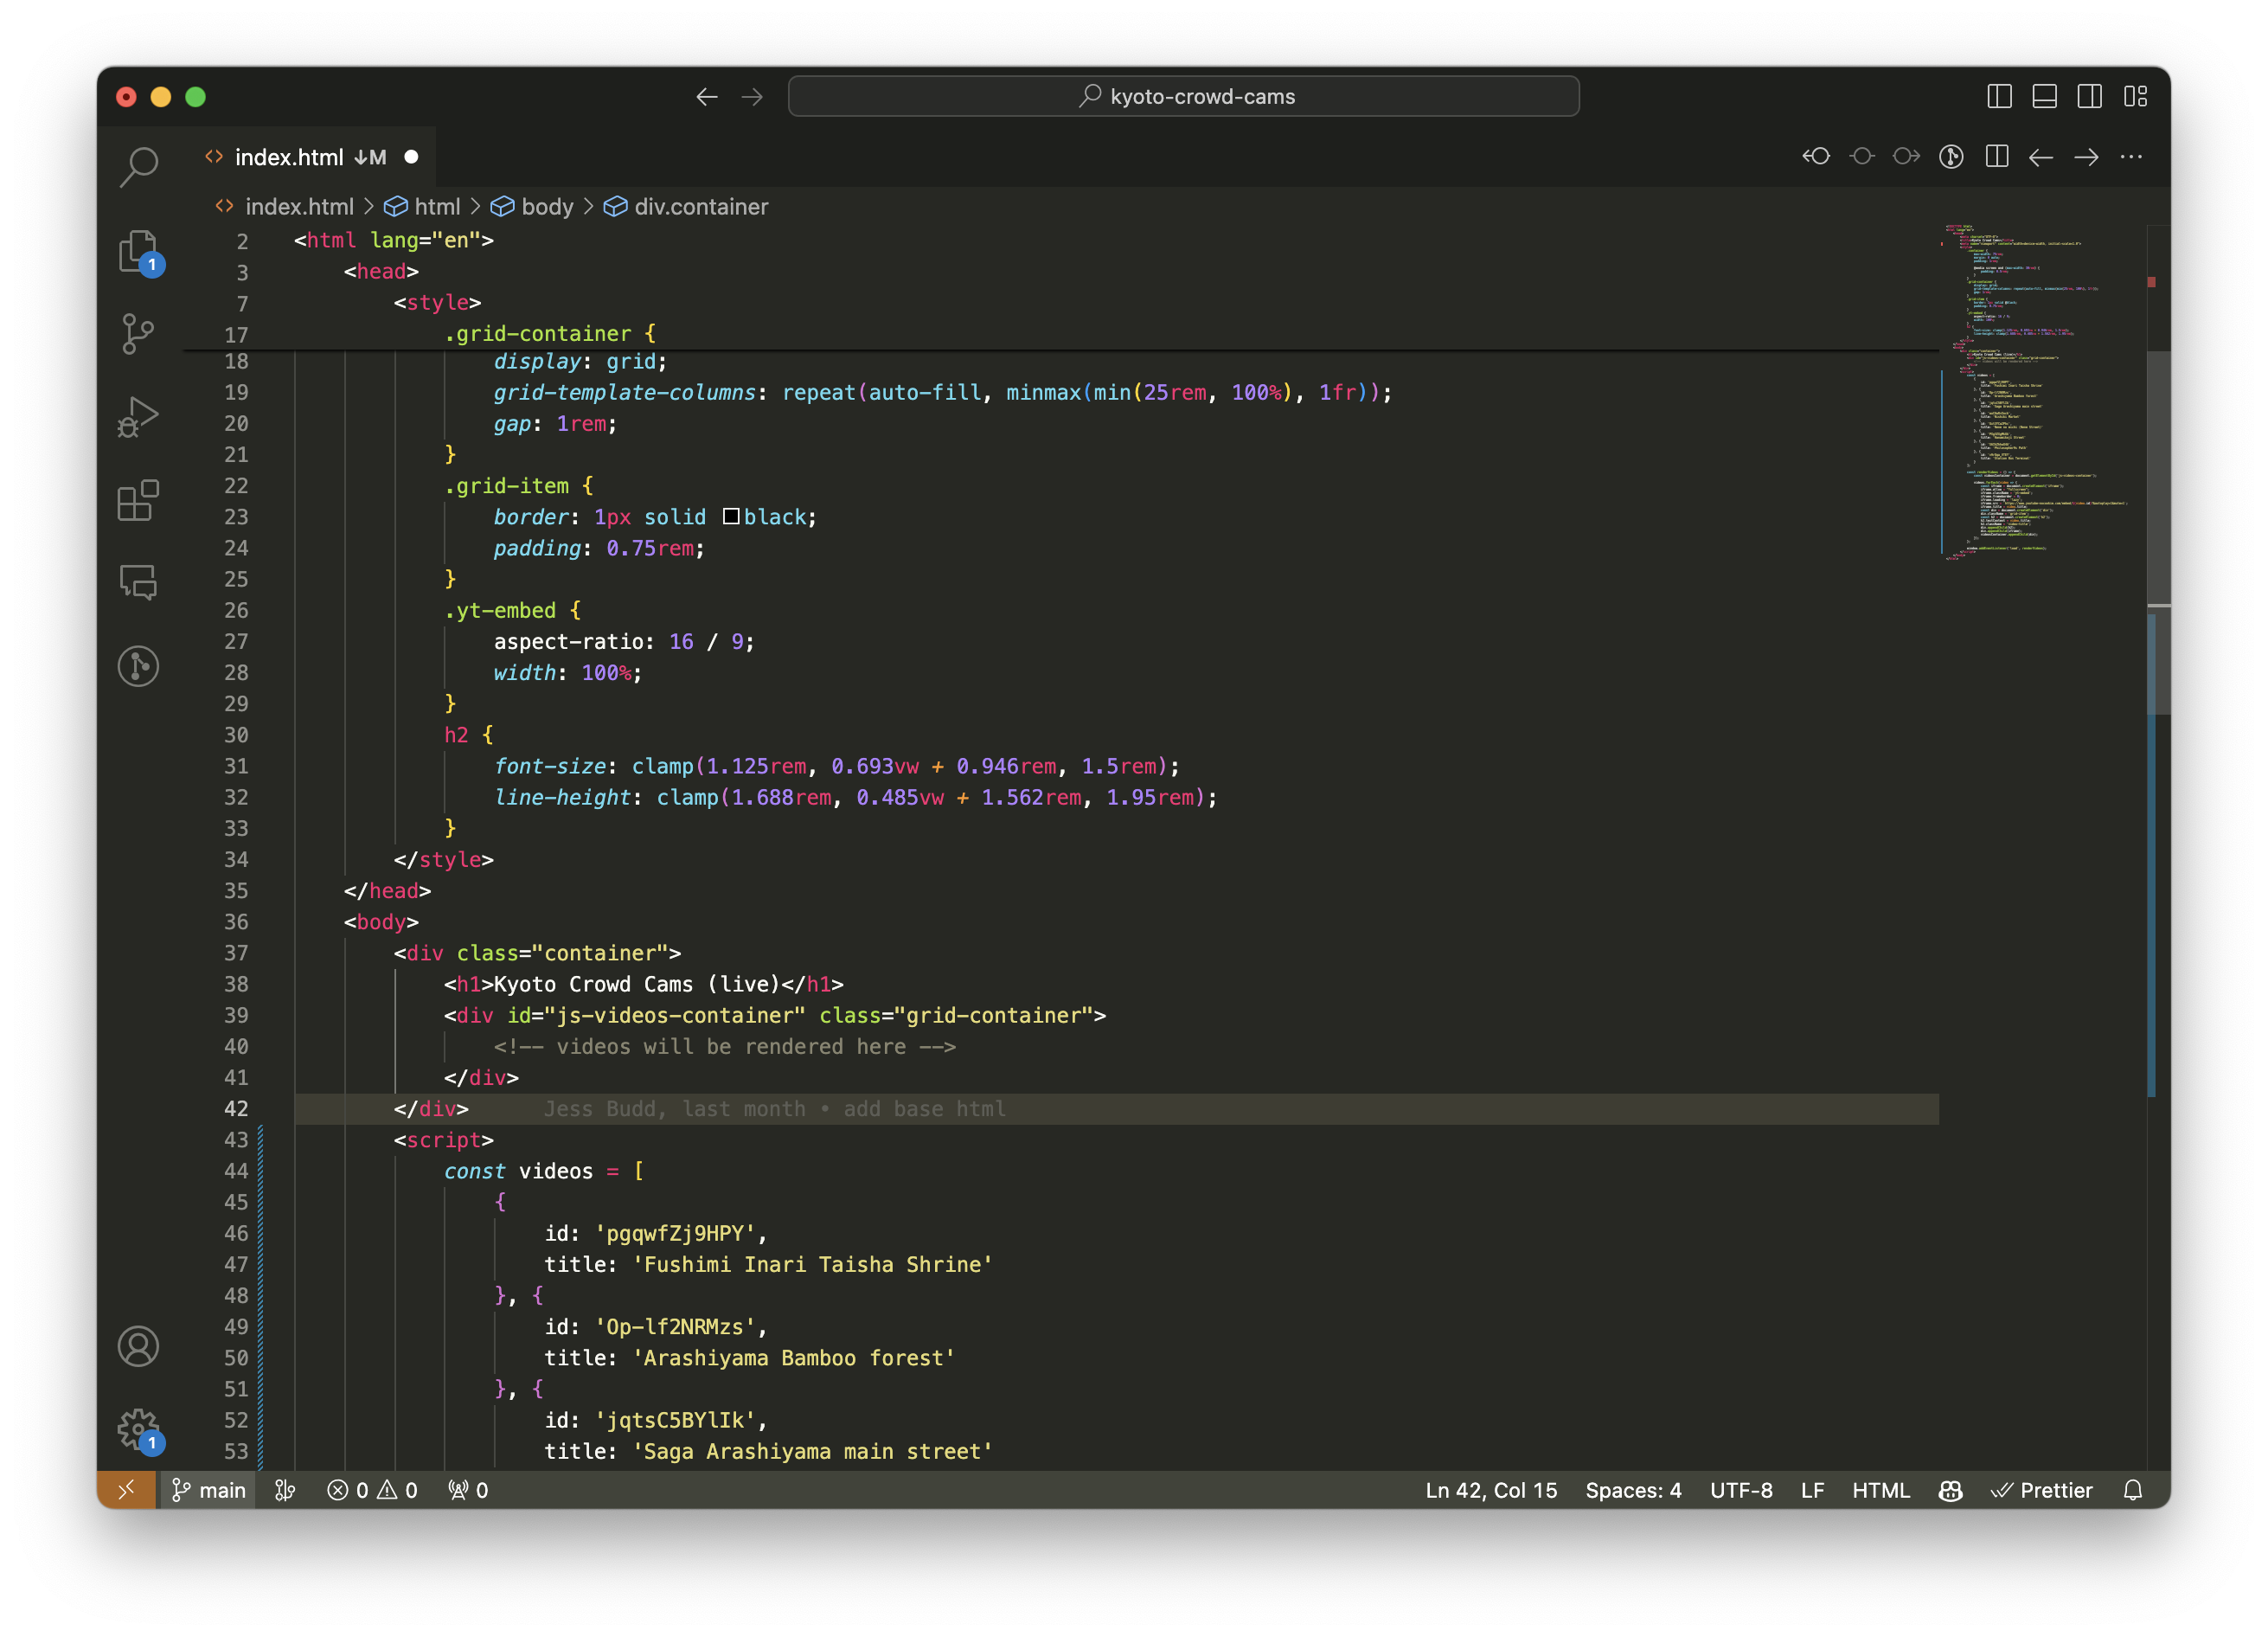 kyoto-crowd-cams
index.html ↓M
index.html > html > body > div.container
2 <html lang="en">
3 <head>
7 <style>
17 .grid-container {
18 display: grid;
19 grid-template-columns: repeat(auto-fill, minmax(min(25rem, 100%), 1fr));
20 gap: 1rem;
21 }
22 .grid-item {
23 border: 1px solid black;
24 padding: 0.75rem;
25 }
26 .yt-embed {
27 aspect-ratio: 16 / 9;
28 width: 100%;
29 }
30 h2 {
31 font-size: clamp(1.125rem, 0.693vw + 0.946rem, 1.5rem);
32 line-height: clamp(1.688rem, 0.485vw + 1.562rem, 1.95rem);
33 }
34 </style>
35 </head>
36 <body>
37 <div class="container">
38 <h1>Kyoto Crowd Cams (live)</h1>
39 <div id="js-videos-container" class="grid-container">
40 <!-- videos will be rendered here -->
41 </div>
42 </div> Jess Budd, last month • add base html
43 <script>
44 const videos = [
45 {
46 id: 'pgqwfZj9HPY',
47 title: 'Fushimi Inari Taisha Shrine'
48 }, {
49 id: 'Op-lf2NRMzs',
50 title: 'Arashiyama Bamboo forest'
51 }, {
52 id: 'jqtsC5BYlIk',
53 title: 'Saga Arashiyama main street'
1
1
main 0 0 0 Ln 42, Col 15 Spaces: 4 UTF-8 LF HTML Prettier